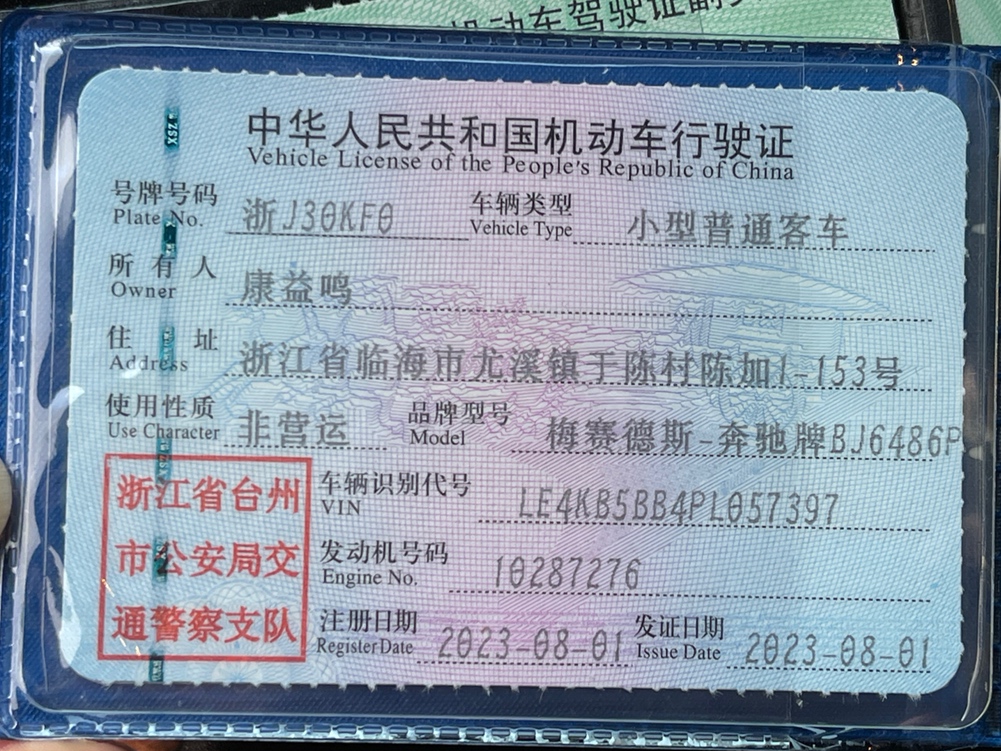 机动车驾驶证副页
中华人民共和国机动车行驶证
Vehicle License of the People's Republic of China
号牌号码 浙J30KF0 车辆类型 小型普通客车
Plate No. Vehicle Type
所有人 康益鸣
Owner
住址 浙江省临海市尤溪镇于陈村陈加1-153号
Address
使用性质 非营运 品牌型号 梅赛德斯-奔驰牌BJ6486P
Use Character Model
浙江省台州 车辆识别代号 LE4KB5BB4PL057397
VIN
市公安局交 发动机号码 10287276
Engine No.
通警察支队 注册日期 2023-08-01 发证日期 2023-08-01
Register Date Issue Date